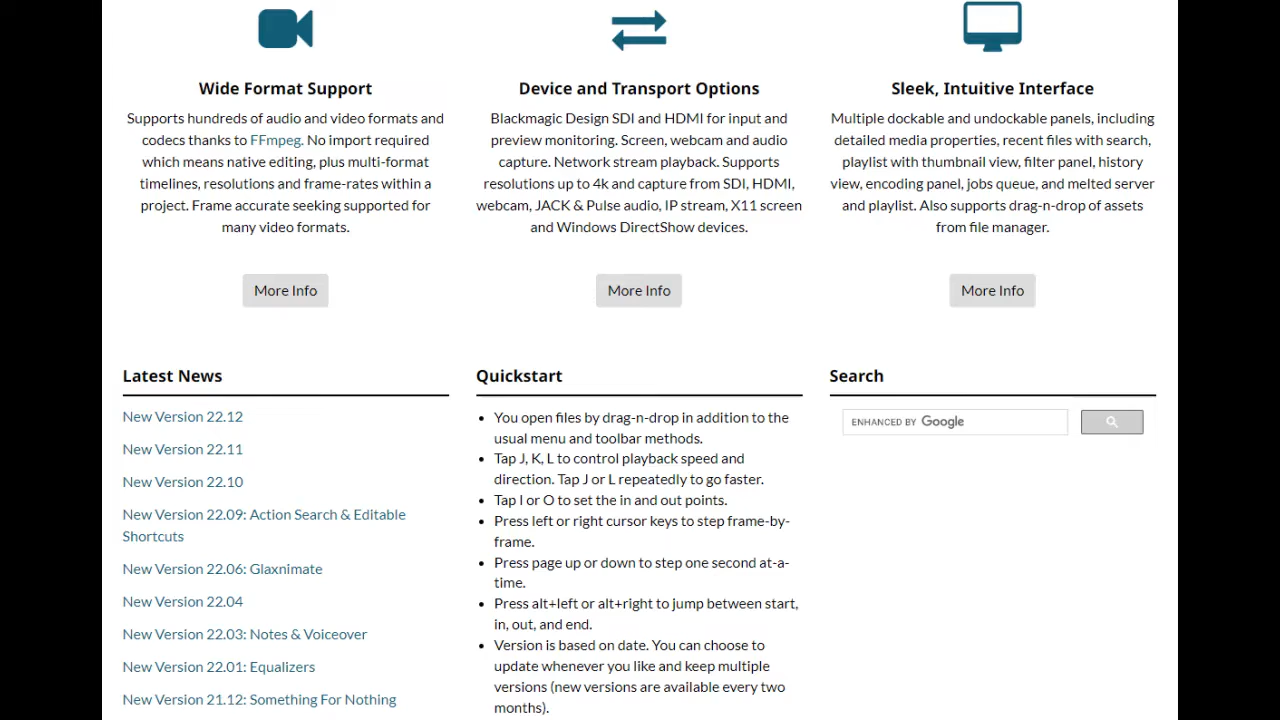 Wide Format Support
Supports hundreds of audio and video formats and
codecs thanks to FFmpeg. No import required
which means native editing, plus multi-format
timelines, resolutions and frame-rates within a
project. Frame accurate seeking supported for
many video formats.
More Info
Device and Transport Options
Blackmagic Design SDI and HDMI for input and
preview monitoring. Screen, webcam and audio
capture. Network stream playback. Supports
resolutions up to 4k and capture from SDI, HDMI,
webcam, JACK & Pulse audio, IP stream, X11 screen
and Windows DirectShow devices.
More Info
Sleek, Intuitive Interface
Multiple dockable and undockable panels, including
detailed media properties, recent files with search,
playlist with thumbnail view, filter panel, history
view, encoding panel, jobs queue, and melted server
and playlist. Also supports drag-n-drop of assets
from file manager.
More Info
Latest News
New Version 22.12
New Version 22.11
New Version 22.10
New Version 22.09: Action Search & Editable
Shortcuts
New Version 22.06: Glaxnimate
New Version 22.04
New Version 22.03: Notes & Voiceover
New Version 22.01: Equalizers
New Version 21.12: Something For Nothing
Quickstart
• You open files by drag-n-drop in addition to the
usual menu and toolbar methods.
• Tap J, K, L to control playback speed and
direction. Tap J or L repeatedly to go faster.
• Tap I or O to set the in and out points.
• Press left or right cursor keys to step frame-by-
frame.
• Press page up or down to step one second at-a-
time.
• Press alt+left or alt+right to jump between start,
in, out, and end.
• Version is based on date. You can choose to
update whenever you like and keep multiple
versions (new versions are available every two
months).
Search
ENHANCED BY Google